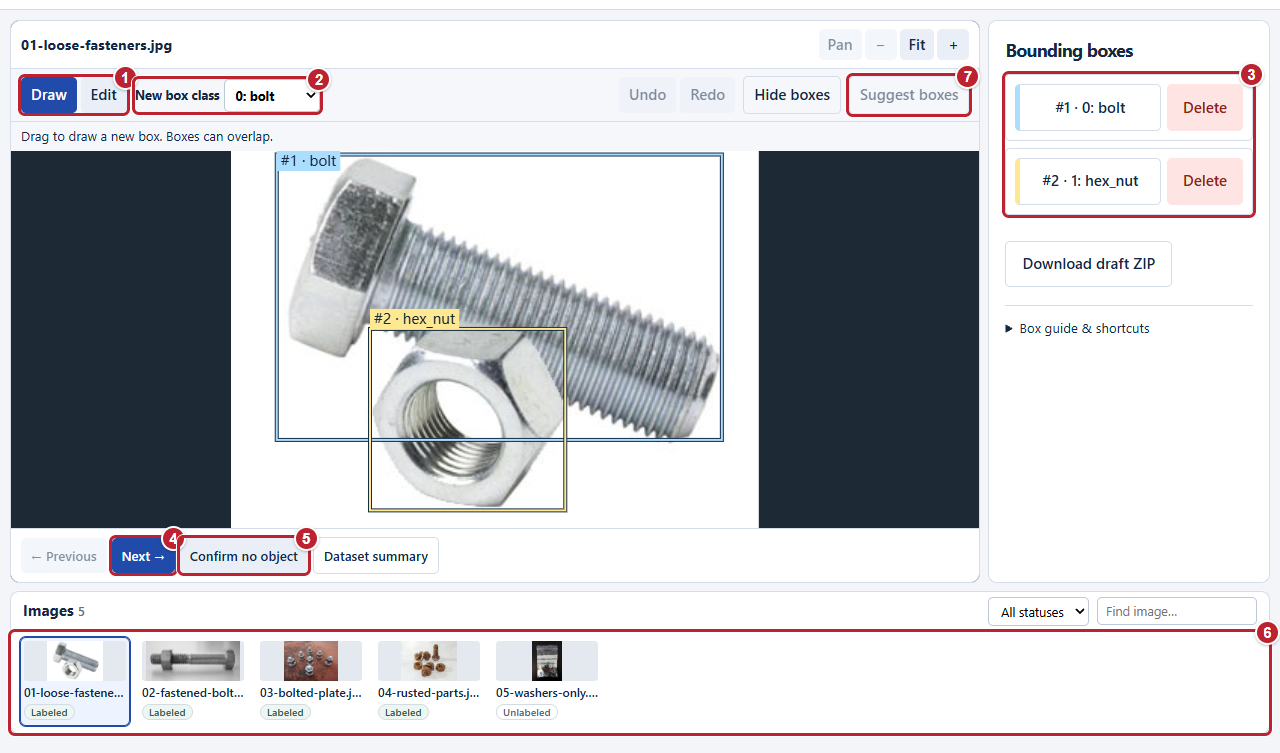 01-loose-fasteners.jpg
Pan − Fit +
1 2 7
Draw Edit New box class 0: bolt Undo Redo Hide boxes Suggest boxes
Drag to draw a new box. Boxes can overlap.
#1 · bolt
#2 · hex_nut
← Previous Next → 4 Confirm no object 5 Dataset summary
Bounding boxes
3
#1 · 0: bolt Delete
#2 · 1: hex_nut Delete
Download draft ZIP
▶ Box guide & shortcuts
Images 5 All statuses Find image...
6
01-loose-fastene... 02-fastened-bolt... 03-bolted-plate.j... 04-rusted-parts.j... 05-washers-only....
Labeled Labeled Labeled Labeled Unlabeled